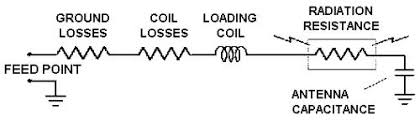 GROUND
LOSSES
COIL
LOSSES
LOADING
COIL
RADIATION
RESISTANCE
FEED POINT
ANTENNA
CAPACITANCE